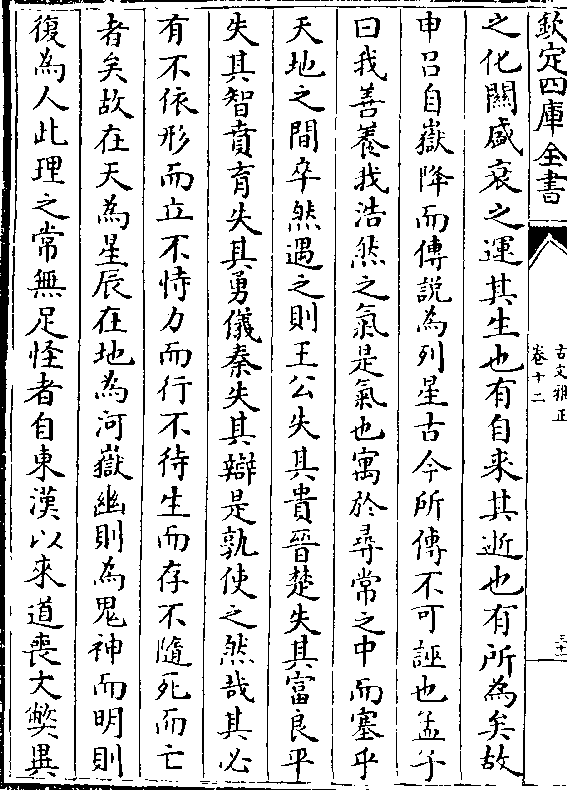 欽定四庫全書
古文雅正
卷十二
三十一
之化關盛衰之運其生也有自来其逝也有所為矣故
申吕自嶽降而傅說為列星古今所傳不可誣也孟子
曰我善養我浩然之氣是氣也寓於尋常之中而塞乎
天地之間卒然遇之則王公失其貴晉楚失其富良平
失其智賁育失其勇儀秦失其辯是孰使之然哉其必
有不依形而立不恃力而行不待生而存不隨死而亡
者矣故在天為星辰在地為河嶽幽則為鬼神而明則
復為人此理之常無足怪者自東漢以來道喪文弊異